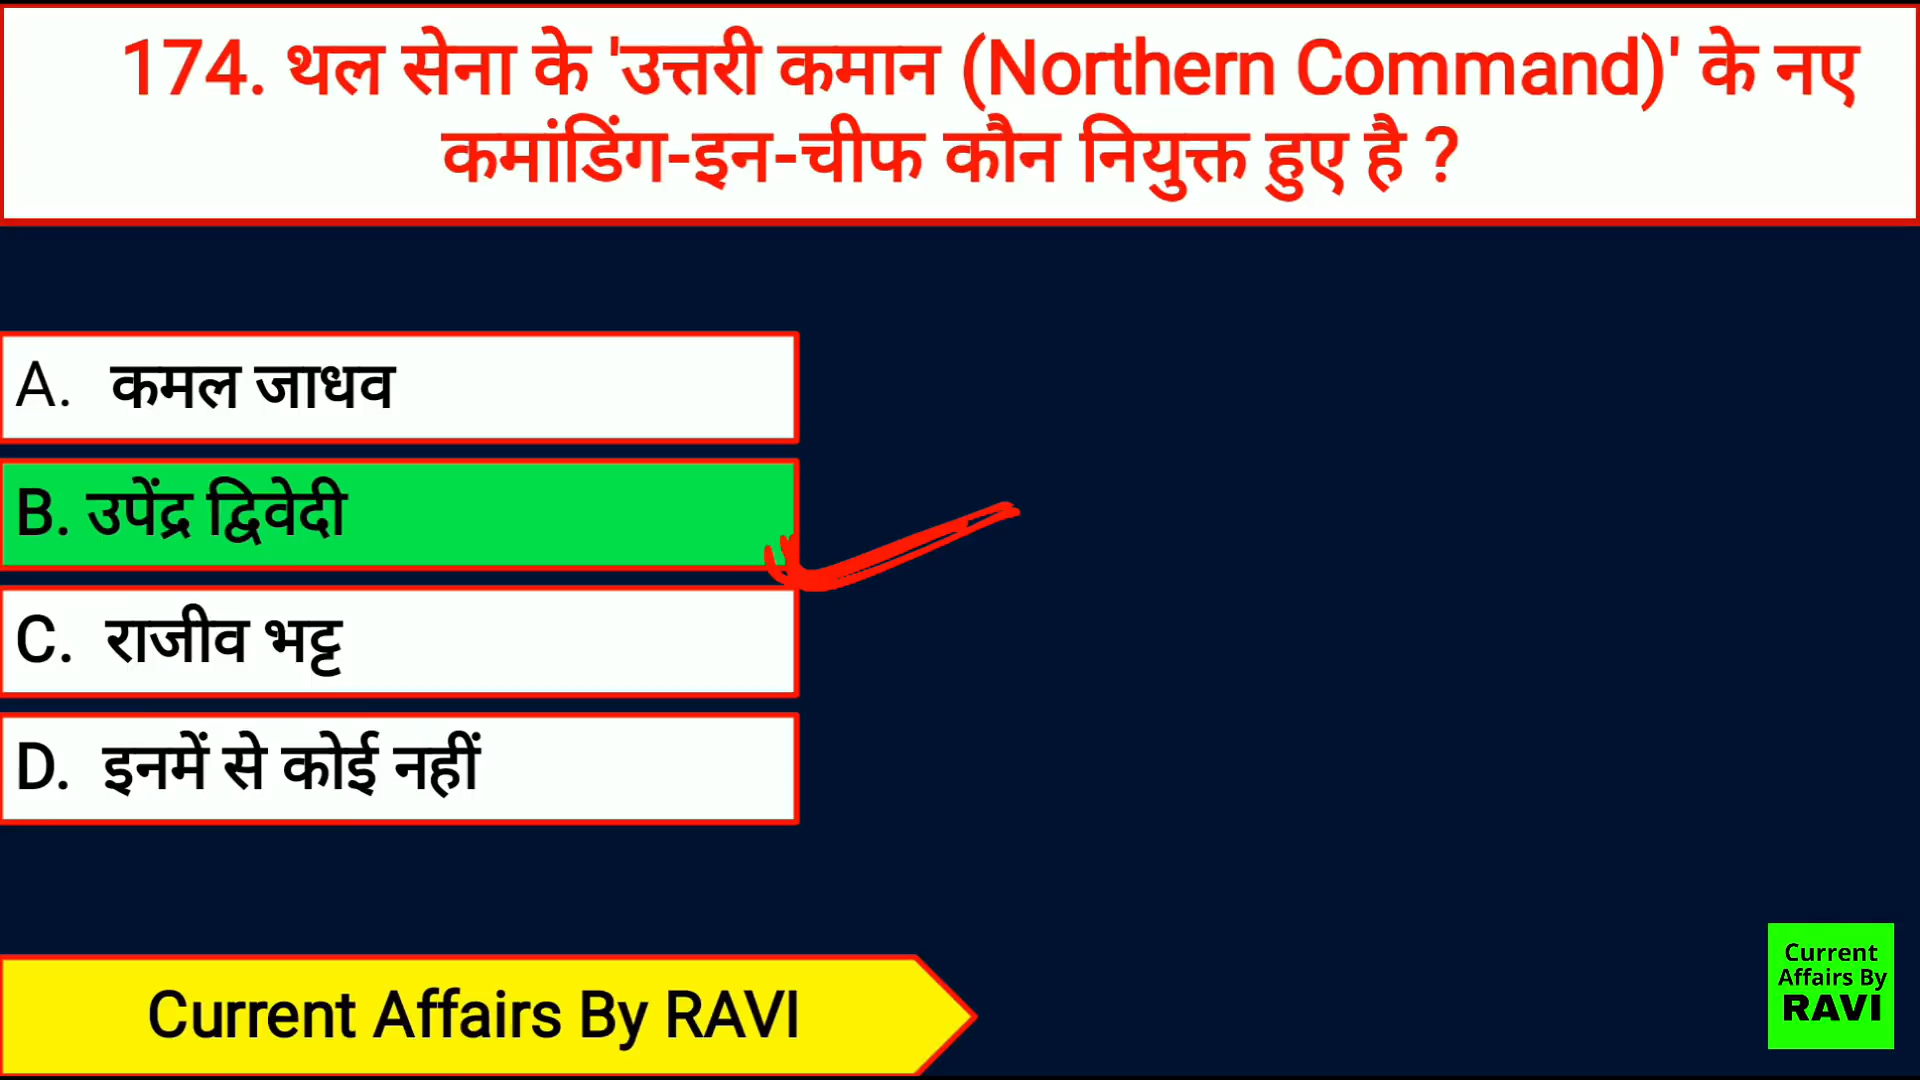 174. थल सेना के 'उत्तरी कमान (Northern Command)' के नए
कमांडिंग-इन-चीफ कौन नियुक्त हुए है ?
A. कमल जाधव
B. उपेंद्र द्विवेदी
C. राजीव भट्ट
D. इनमें से कोई नहीं
Current Affairs By RAVI
Current
Affairs By
RAVI